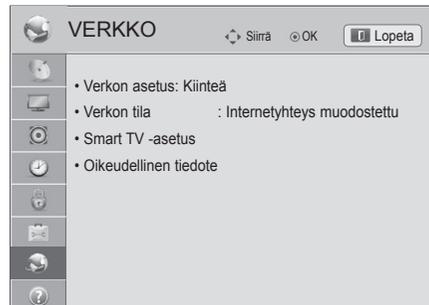 VERKKO
Siirrä OK Lopeta
• Verkon asetus: Kiinteä
• Verkon tila : Internetyhteys muodostettu
• Smart TV -asetus
• Oikeudellinen tiedote